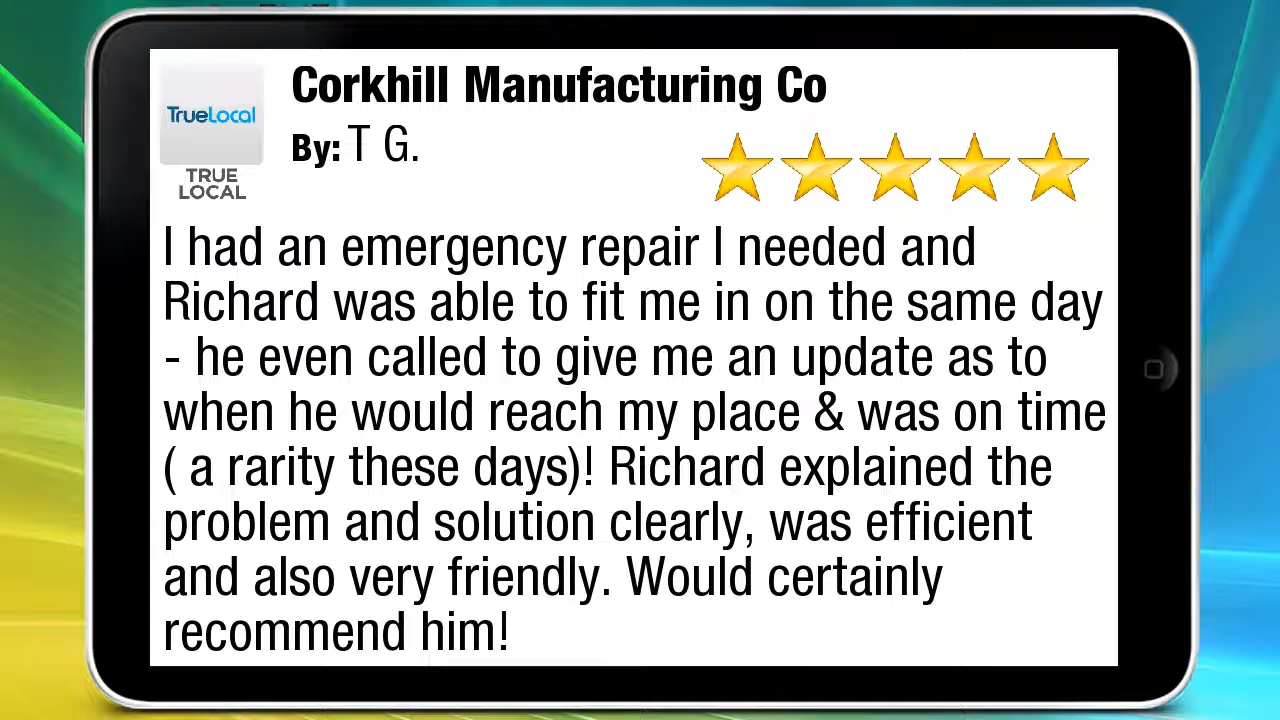 TrueLocal
TRUE
LOCAL
Corkhill Manufacturing Co
By: T G.
I had an emergency repair I needed and
Richard was able to fit me in on the same day
- he even called to give me an update as to
when he would reach my place & was on time
( a rarity these days)! Richard explained the
problem and solution clearly, was efficient
and also very friendly. Would certainly
recommend him!